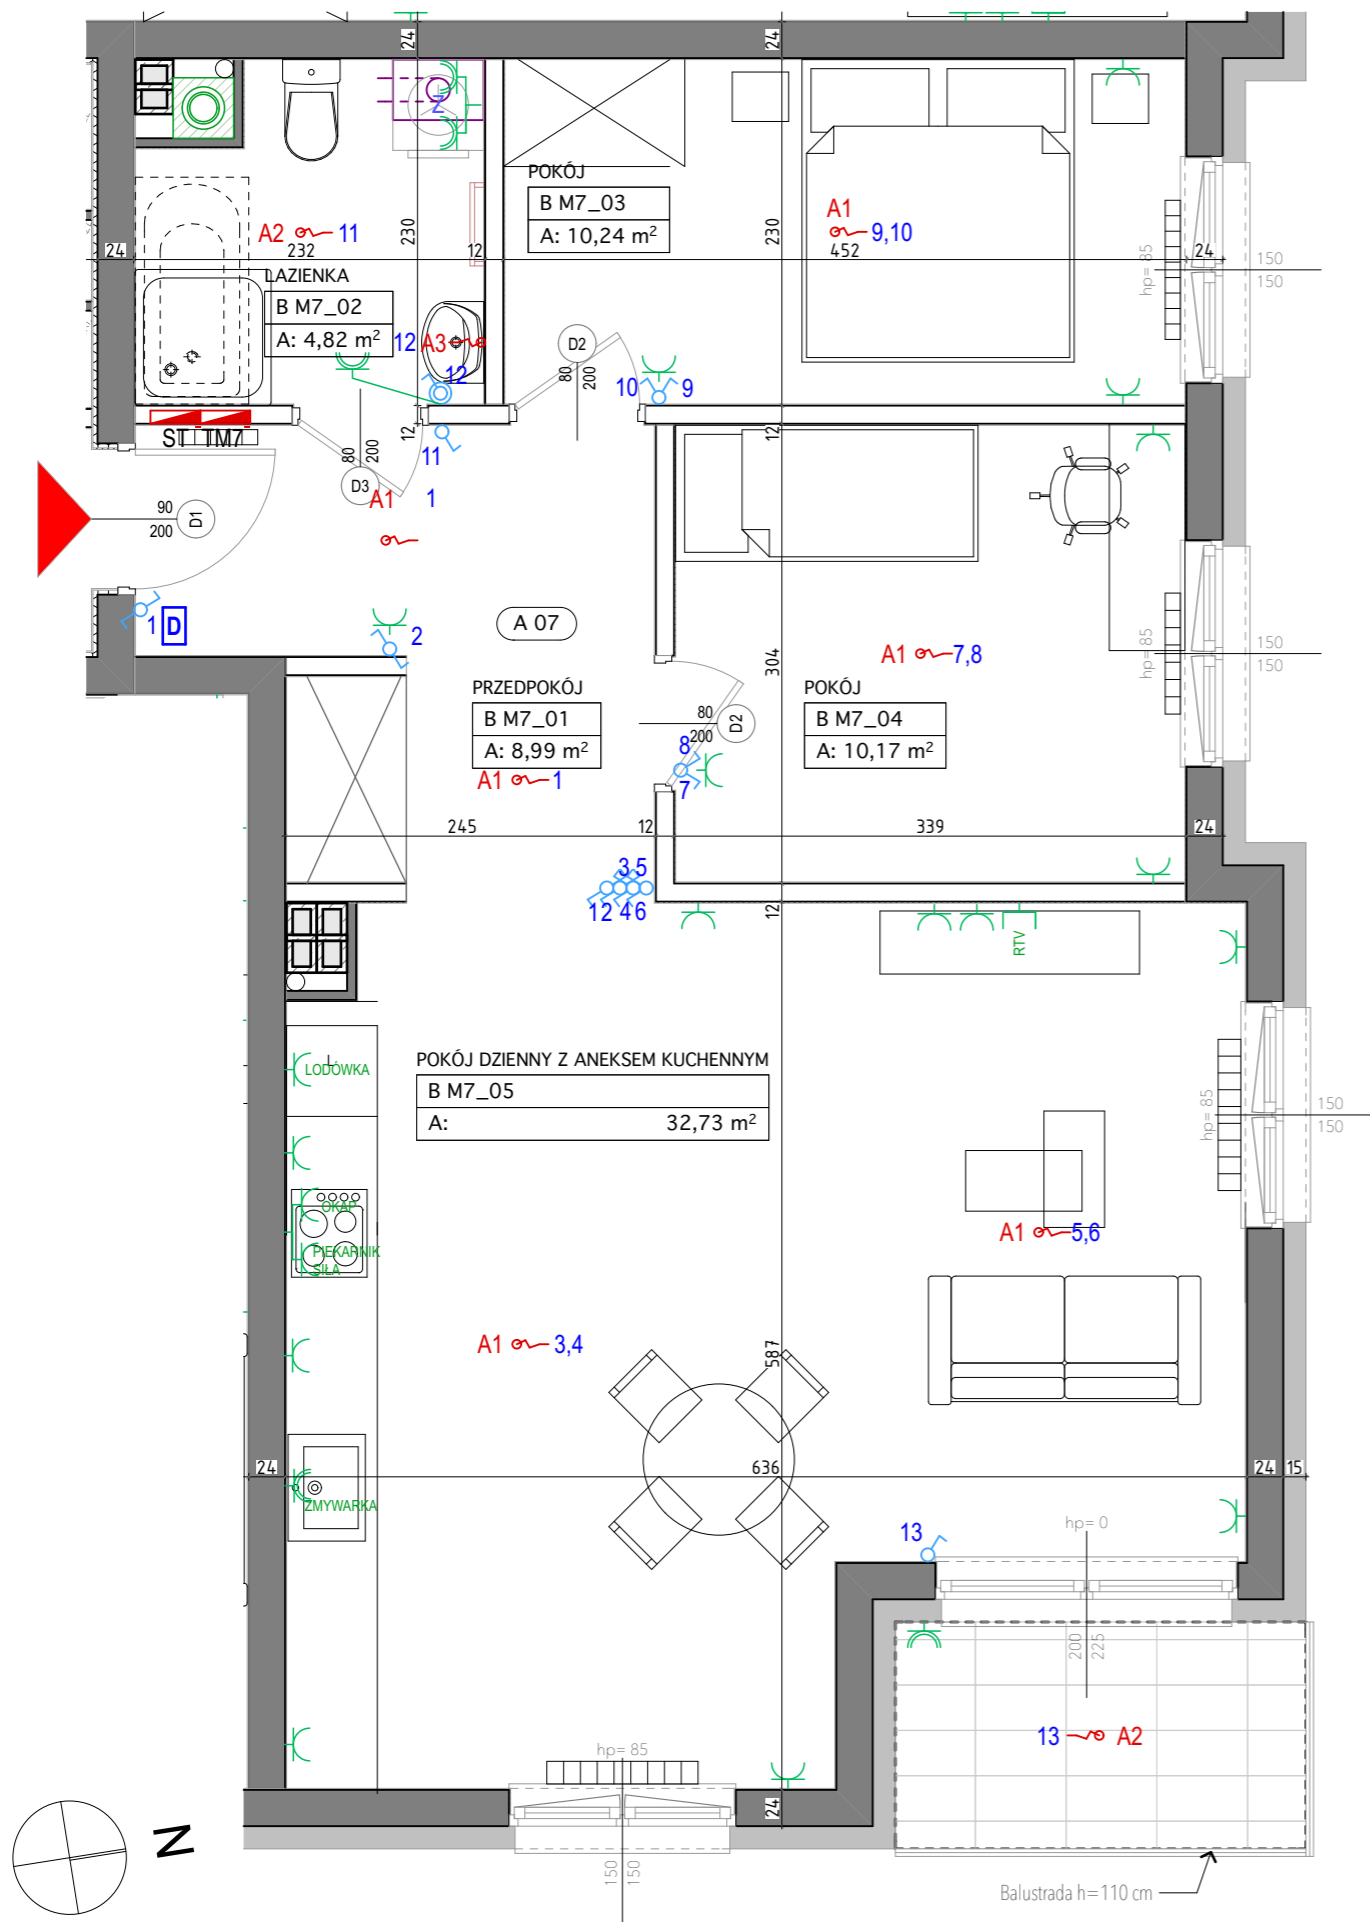 24
24
Z
POKÓJ
B M7_03
A: 10,24 m²
A1
9,10
A2
11
230
230
24
232
12
452
24
hp= 85
150
150
ŁAZIENKA
B M7_02
A: 4,82 m²
12
A3
12
D2
80
200
10
9
12
12
ST
TM7
80
200
11
D3
A1
1
90
200
D1
1
D
2
A 07
304
A1
7,8
hp= 85
150
150
PRZEDPOKÓJ
B M7_01
A: 8,99 m²
A1
1
80
200
D2
8
7
POKÓJ
B M7_04
A: 10,17 m²
245
12
339
24
3 5
12 4 6
12
RTV
L
LODÓWKA
POKÓJ DZIENNY Z ANEKSEM KUCHENNYM
B M7_05
A: 32,73 m²
hp= 85
150
150
OKAP
PIEKARNIK
SIŁA
A1
5,6
A1
3,4
587
24
636
24
15
ZMYWARKA
13
hp= 0
200
225
13
A2
hp= 85
24
150
150
N
Balustrada h=110 cm